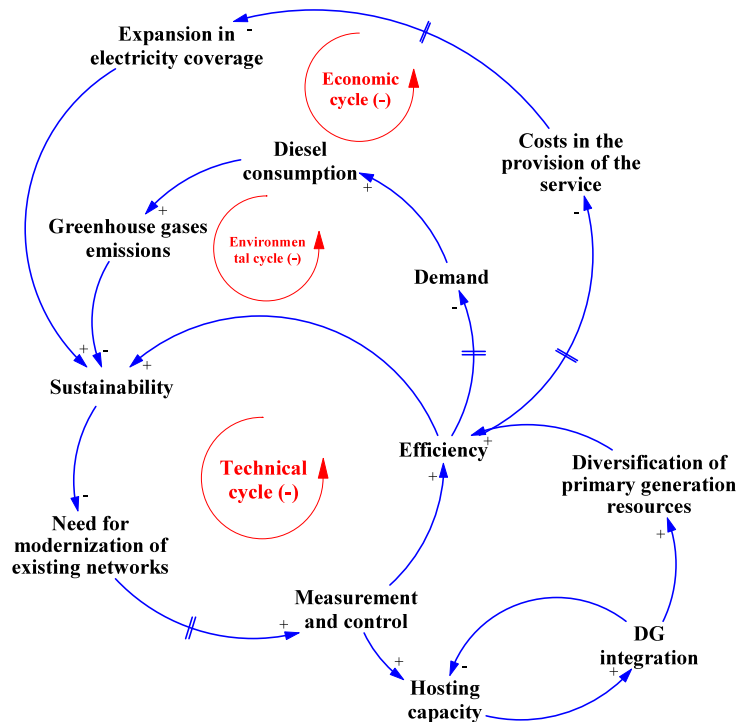 Expansion in
electricity coverage
-
Economic
cycle (-)
Costs in the
provision of the
service
-
Diesel
consumption
+
Greenhouse gases
emissions
+
Environmen
tal cycle (-)
Demand
-
+
-
+
Sustainability
Efficiency
+
+
Technical
cycle (-)
Diversification of
primary generation
resources
+
-
Need for
modernization of
existing networks
Measurement
and control
+
+
-
DG
integration
+
Hosting
capacity